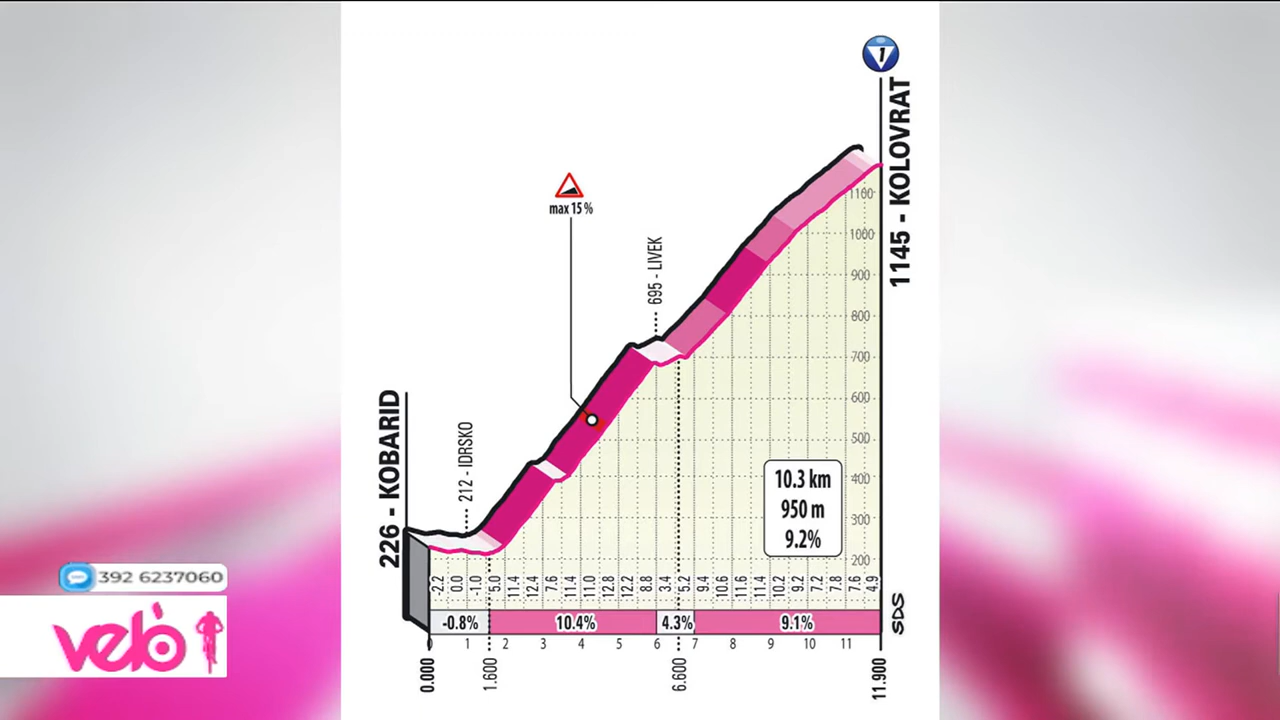 1
1145 - KOLOVRAT
max 15 %
695 - LIVEK
212 - IDRSKO
226 - KOBARID
1100
1000
900
800
700
600
500
400
300
200
10.3 km
950 m
9.2%
-2.2 0.0 -1.0 5.0 11.4 12.4 7.6 11.4 11.0 12.8 12.2 8.8 3.4 5.2 9.4 10.6 11.6 11.4 10.2 9.2 7.2 7.8 7.6 4.9
-0.8% 10.4% 4.3% 9.1%
0 1 2 3 4 5 6 7 8 9 10 11
0.000 1.600 6.600 11.900
SDS
392 6237060
velò